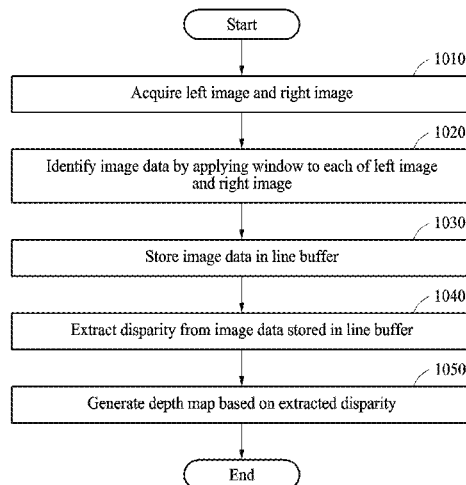 Start
1010
Acquire left image and right image
1020
Identify image data by applying window to each of left image
and right image
1030
Store image data in line buffer
1040
Extract disparity from image data stored in line buffer
1050
Generate depth map based on extracted disparity
End